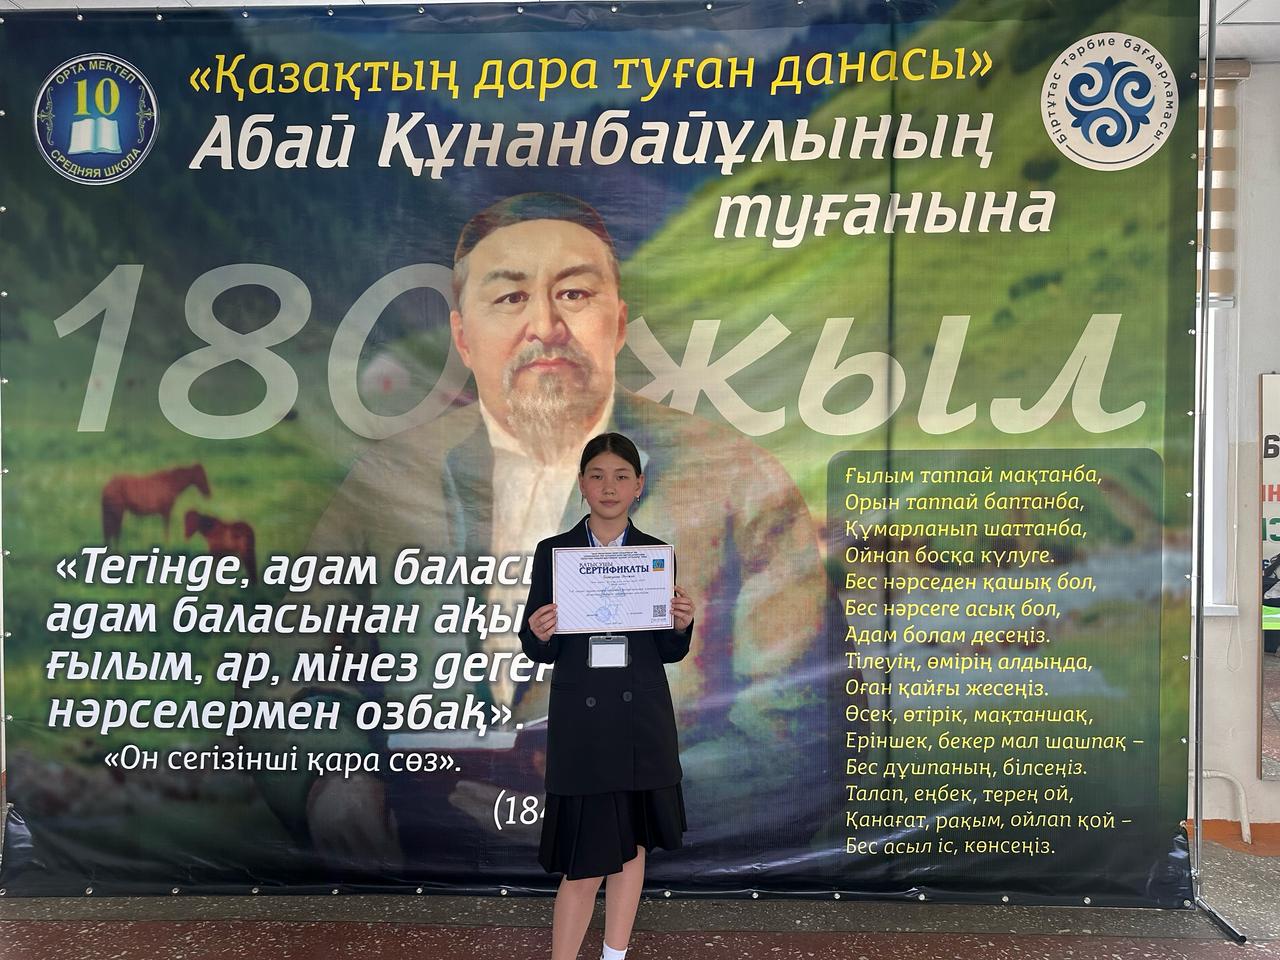 ОРТА МЕКТЕП
10
СРЕДНЯЯ ШКОЛА
«Қазақтың дара туған данасы»
Абай Құнанбайұлының
туғанына
180 жыл
Біртұтас тәрбие бағдарламасы
«Тегінде, адам баласы
адам баласынан ақы
ғылым, ар, мінез деген
нәрселермен озбақ».
«Он сегізінші қара сөз».
(184
ҚАТЫСУШЫ
СЕРТИФИКАТЫ
Ғылым таппай мақтанба,
Орын таппай баптанба,
Құмарланып шаттанба,
Ойнап босқа күлуге.
Бес нәрседен қашық бол,
Бес нәрсеге асық бол,
Адам болам десеңіз.
Тілеуің, өмірің алдыңда,
Оған қайғы жесеңіз.
Өсек, өтірік, мақтаншақ,
Еріншек, бекер мал шашпақ –
Бес дұшпаның, білсеңіз.
Талап, еңбек, терең ой,
Қанағат, рақым, ойлап қой –
Бес асыл іс, көнсеңіз.